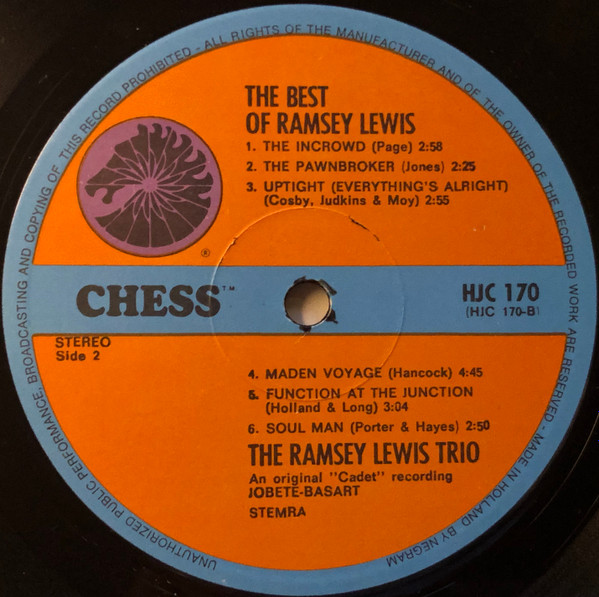 UNAUTHORIZED PUBLIC PERFORMANCE, BROADCASTING AND COPYING OF THIS RECORD PROHIBITED - ALL RIGHTS OF THE MANUFACTURER AND OF THE OWNER OF THE RECORDED WORK ARE RESERVED - MADE IN HOLLAND BY NEGRAM
THE BEST
OF RAMSEY LEWIS
1. THE INCROWD (Page) 2:58
2. THE PAWNBROKER (Jones) 2:25
3. UPTIGHT (EVERYTHING'S ALRIGHT)
(Cosby, Judkins & Moy) 2:55
®
CHESS™
HJC 170
(HJC 170-B)
STEREO
Side 2
4. MADEN VOYAGE (Hancock) 4:45
5. FUNCTION AT THE JUNCTION
(Holland & Long) 3:04
6. SOUL MAN (Porter & Hayes) 2:50
THE RAMSEY LEWIS TRIO
An original "Cadet" recording
JOBETE-BASART
STEMRA